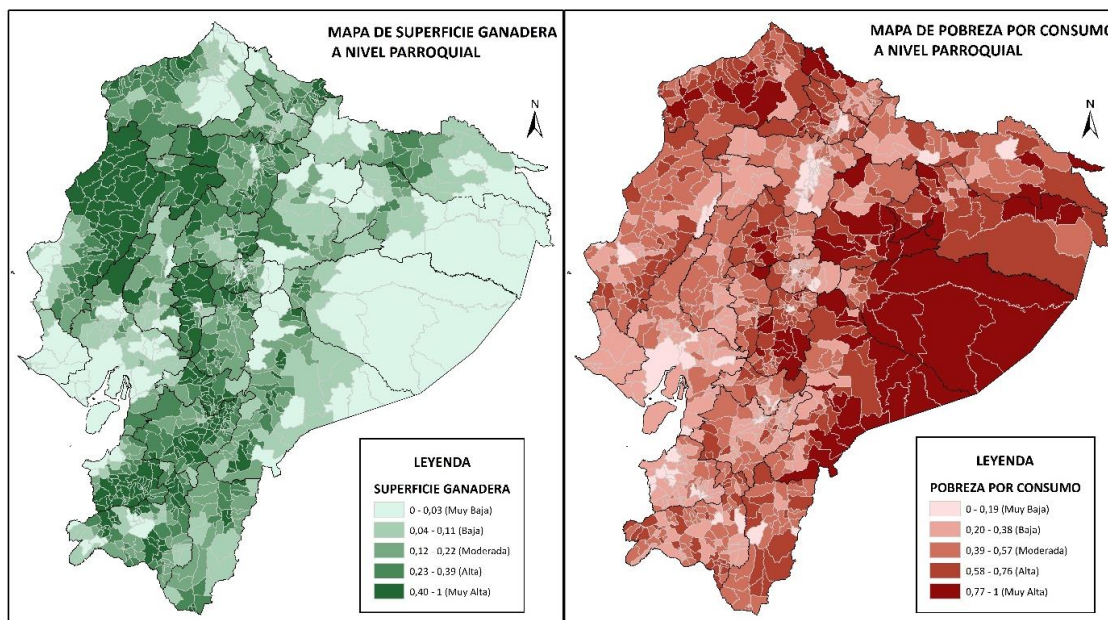 MAPA DE SUPERFICIE GANADERA
A NIVEL PARROQUIAL
N
LEYENDA
SUPERFICIE GANADERA
0 - 0,03 (Muy Baja)
0,04 - 0,11 (Baja)
0,12 - 0,22 (Moderada)
0,23 - 0,39 (Alta)
0,40 - 1 (Muy Alta)
MAPA DE POBREZA POR CONSUMO
A NIVEL PARROQUIAL
N
LEYENDA
POBREZA POR CONSUMO
0 - 0,19 (Muy Baja)
0,20 - 0,38 (Baja)
0,39 - 0,57 (Moderada)
0,58 - 0,76 (Alta)
0,77 - 1 (Muy Alta)